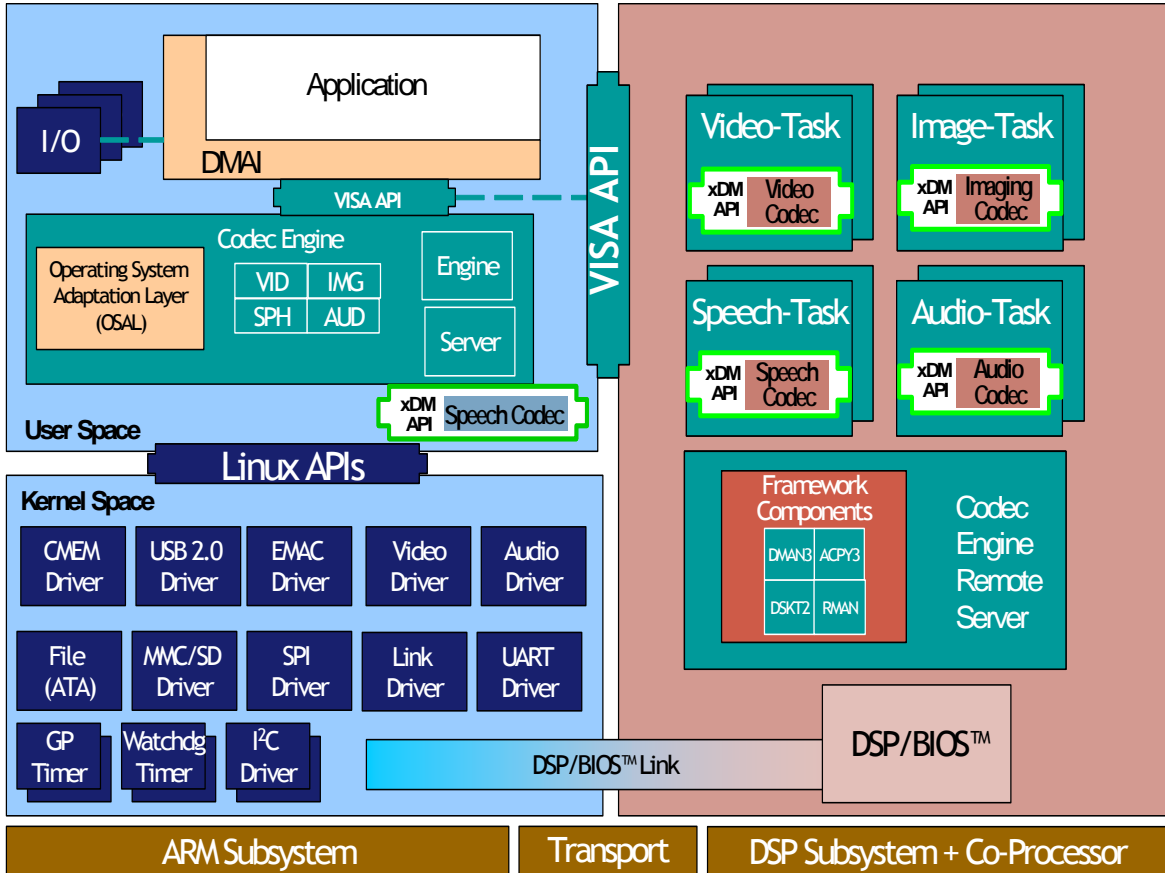 Application
I/O
DMAI
VISA API
Codec Engine
Operating System
Adaptation Layer
(OSAL)
VID
IMG
SPH
AUD
Engine
Server
xDM
API
Speech Codec
User Space
VISA API
Linux APIs
Kernel Space
CMEM
Driver
USB 2.0
Driver
EMAC
Driver
Video
Driver
Audio
Driver
File
(ATA)
MMC/SD
Driver
SPI
Driver
Link
Driver
UART
Driver
GP
Timer
Watchdg
Timer
I²C
Driver
DSP/BIOS™ Link
Video-Task
xDM
API
Video
Codec
Image-Task
xDM
API
Imaging
Codec
Speech-Task
xDM
API
Speech
Codec
Audio-Task
xDM
API
Audio
Codec
Framework
Components
DMAN3
ACPY3
DSKT2
RMAN
Codec
Engine
Remote
Server
DSP/BIOS™
ARM Subsystem
Transport
DSP Subsystem + Co-Processor